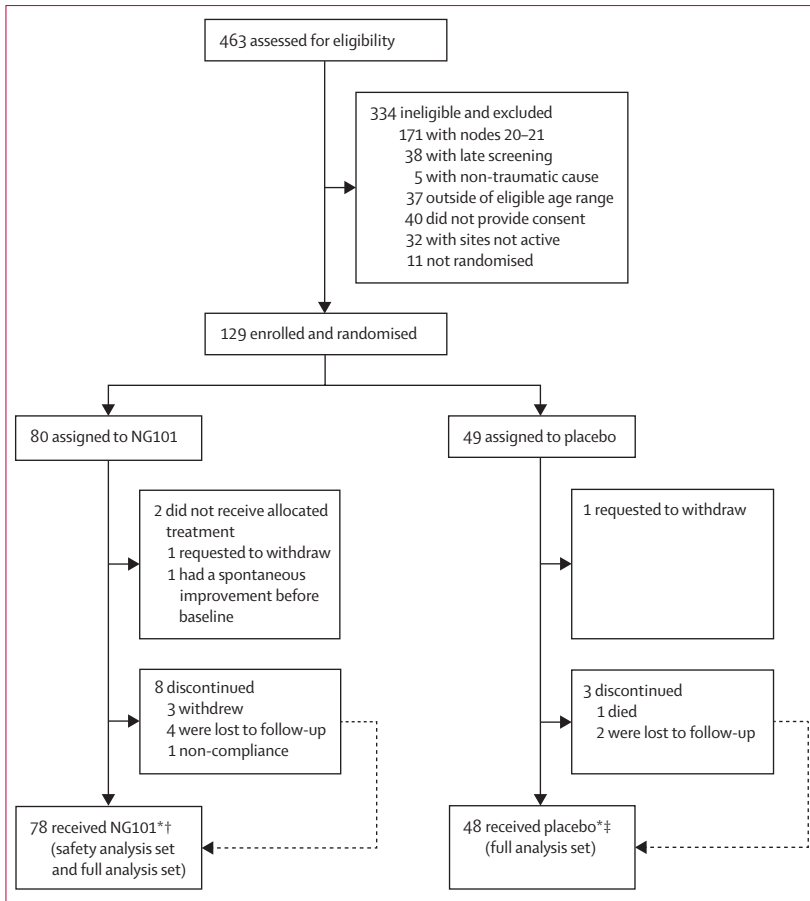 463 assessed for eligibility
334 ineligible and excluded
171 with nodes 20–21
38 with late screening
5 with non-traumatic cause
37 outside of eligible age range
40 did not provide consent
32 with sites not active
11 not randomised
129 enrolled and randomised
80 assigned to NG101
49 assigned to placebo
2 did not receive allocated
treatment
1 requested to withdraw
1 had a spontaneous
improvement before
baseline
1 requested to withdraw
8 discontinued
3 withdrew
4 were lost to follow-up
1 non-compliance
3 discontinued
1 died
2 were lost to follow-up
78 received NG101*†
(safety analysis set
and full analysis set)
48 received placebo*‡
(full analysis set)